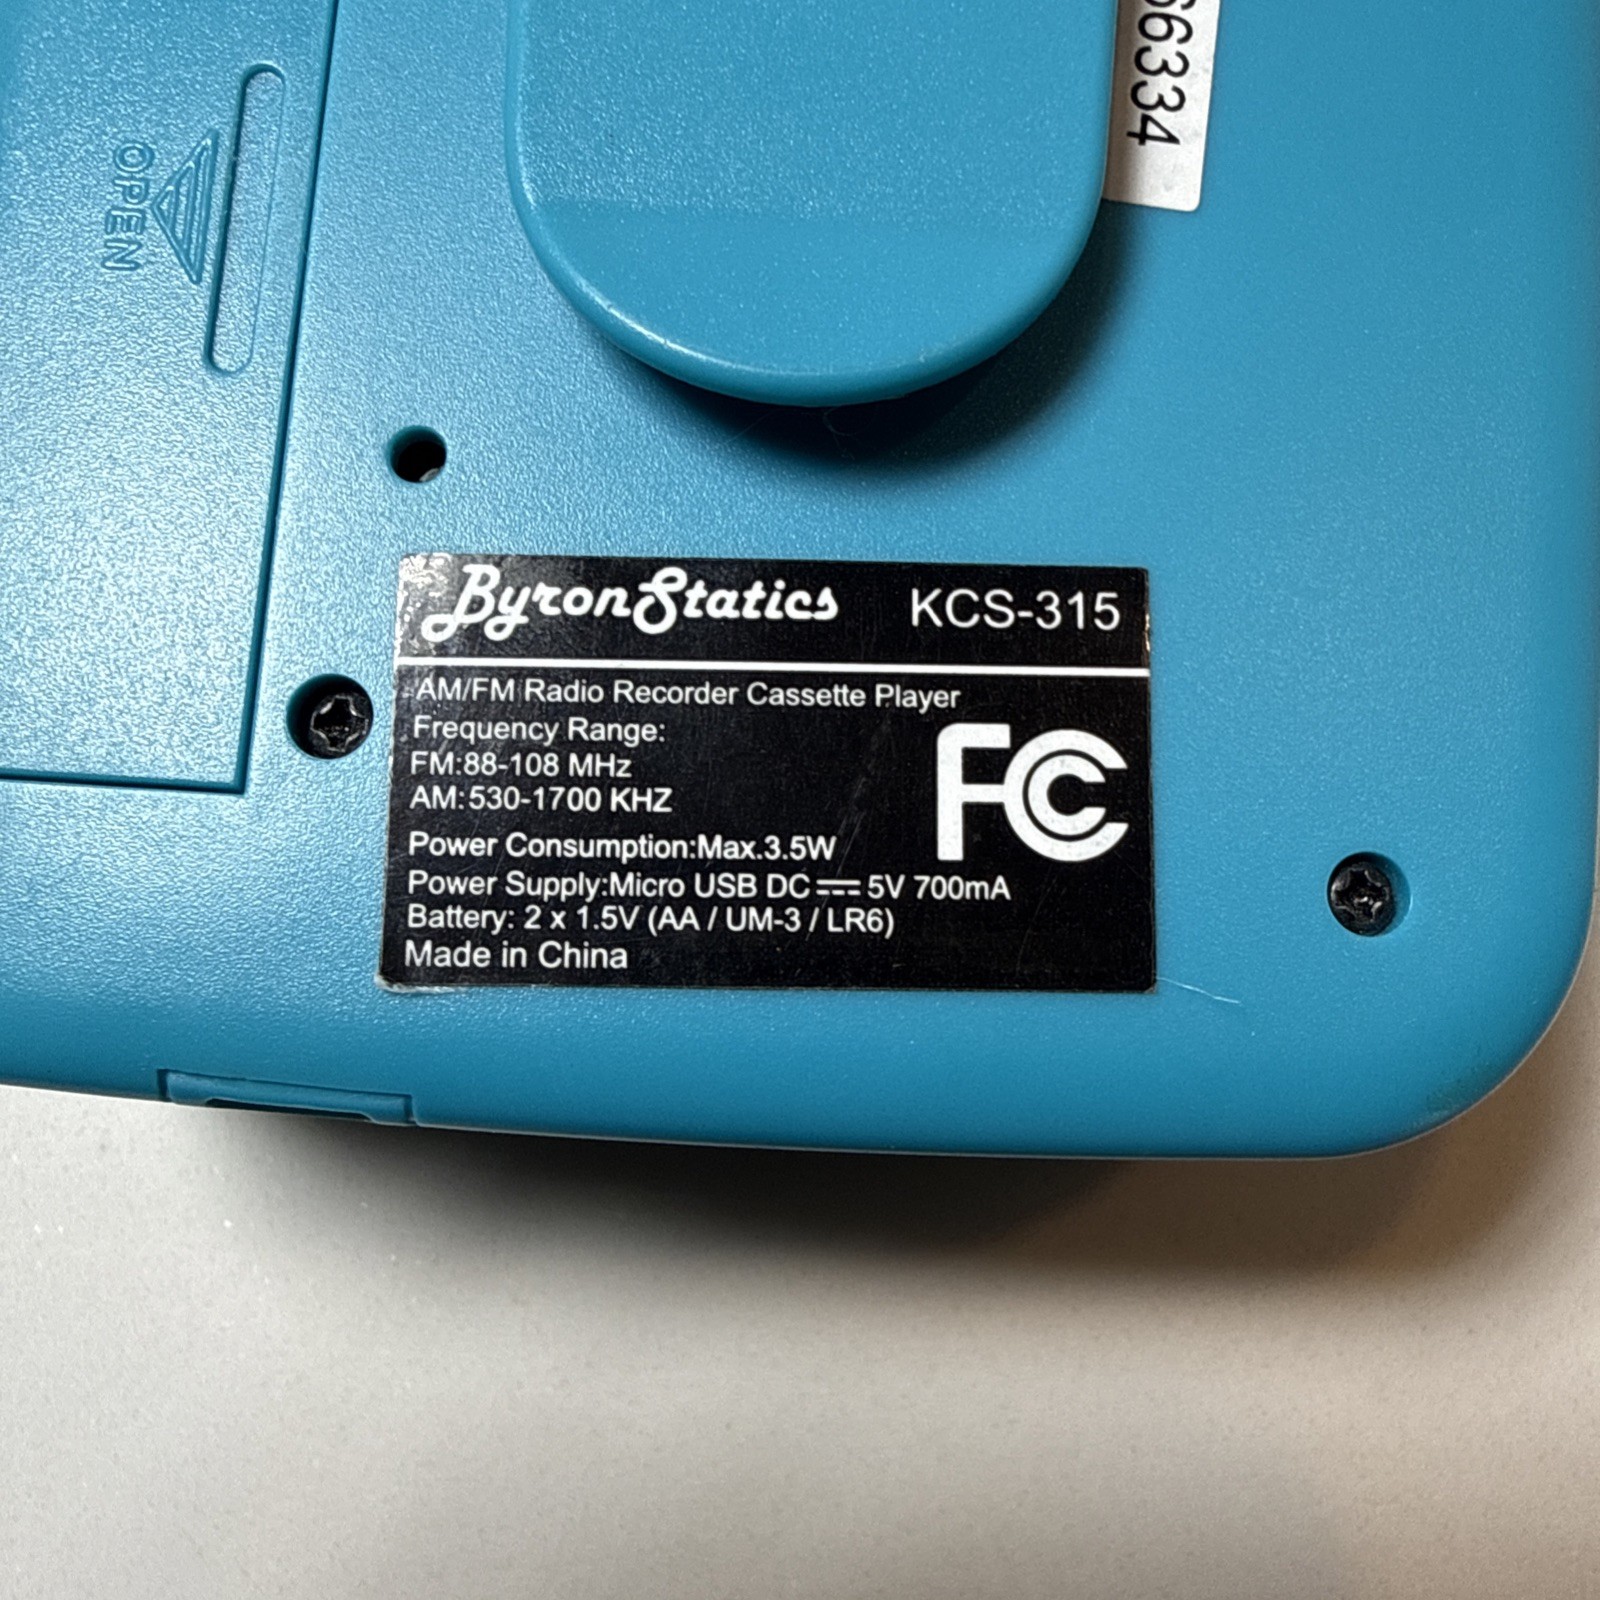 66334
OPEN
ByronStatics KCS-315
AM/FM Radio Recorder Cassette Player
Frequency Range:
FM:88-108 MHz
AM:530-1700 KHZ
FC
Power Consumption:Max.3.5W
Power Supply:Micro USB DC 5V 700mA
Battery: 2 x 1.5V (AA / UM-3 / LR6)
Made in China